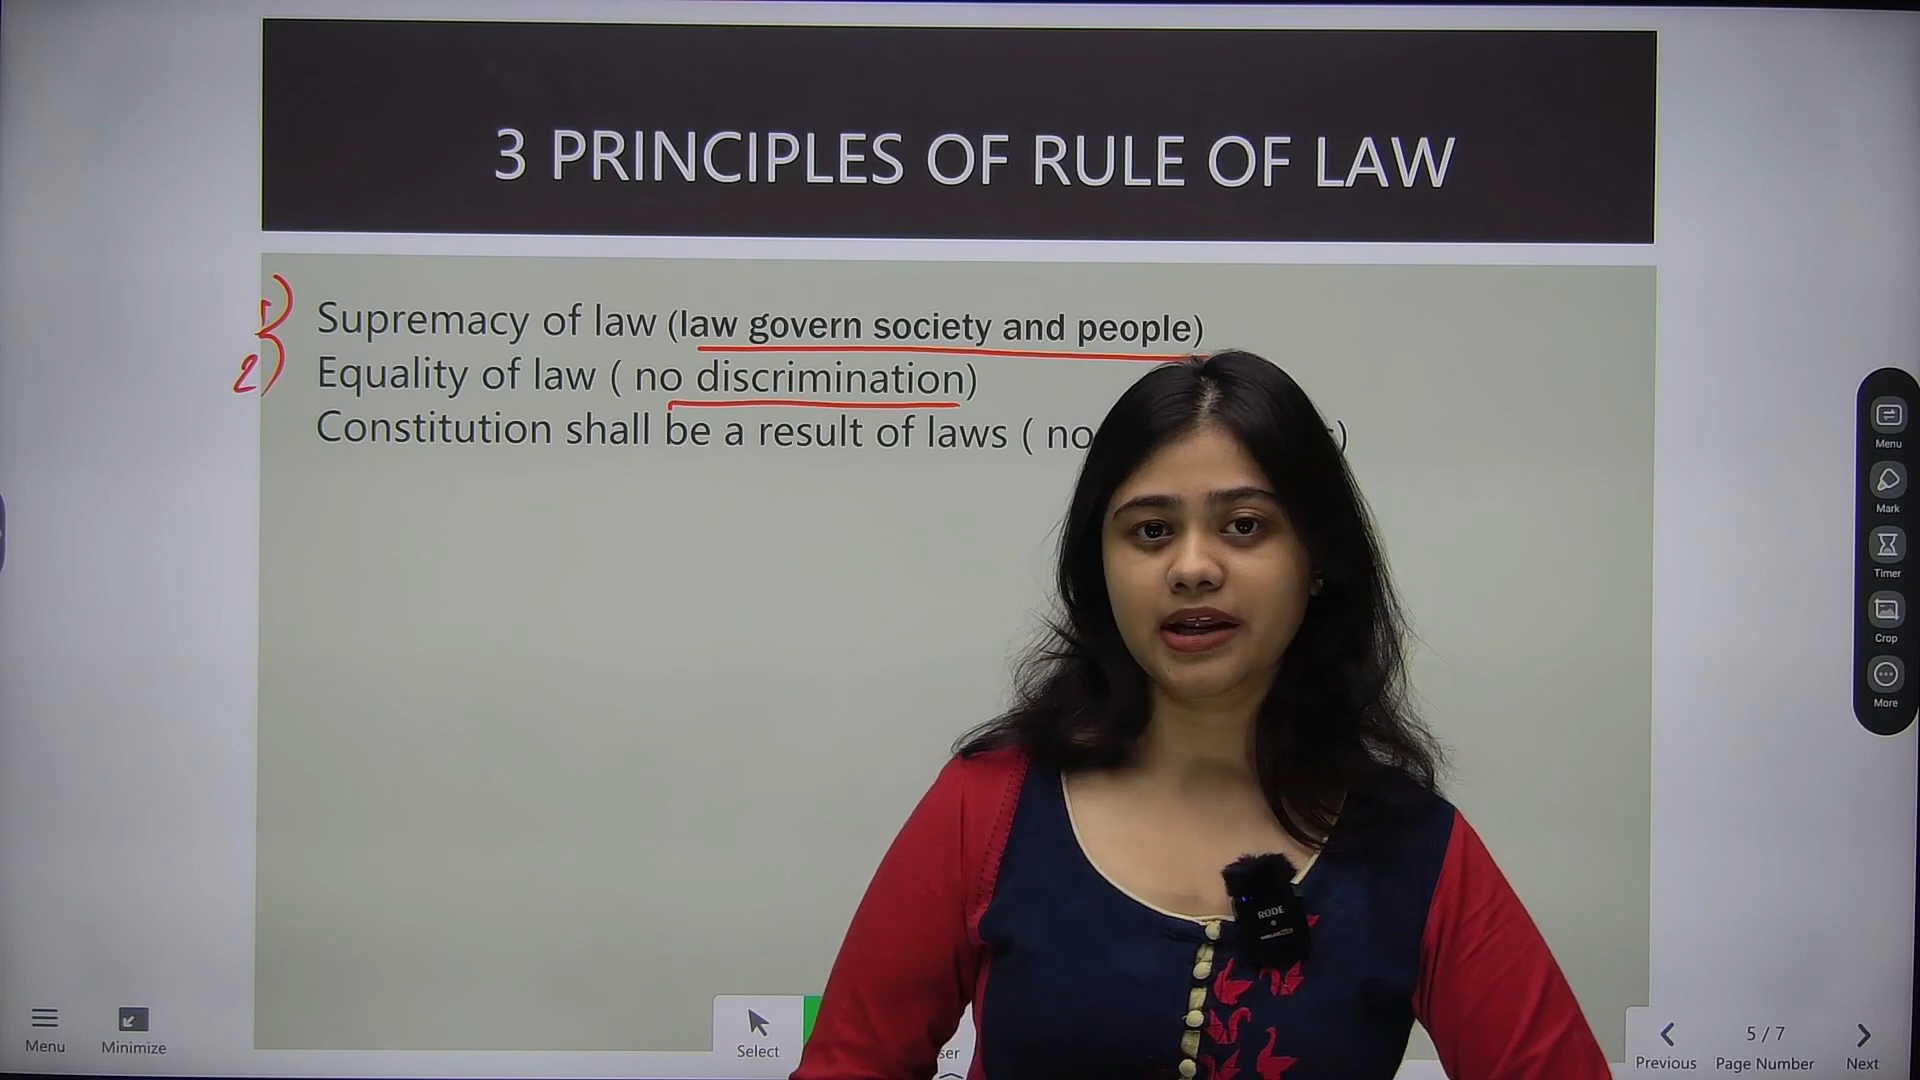 3 PRINCIPLES OF RULE OF LAW
1) Supremacy of law (law govern society and people)
2) Equality of law ( no discrimination)
Constitution shall be a result of laws ( no )
Menu
Mark
Timer
Crop
More
RODE
Menu
Minimize
Select
ser
Previous
5 / 7
Page Number
Next